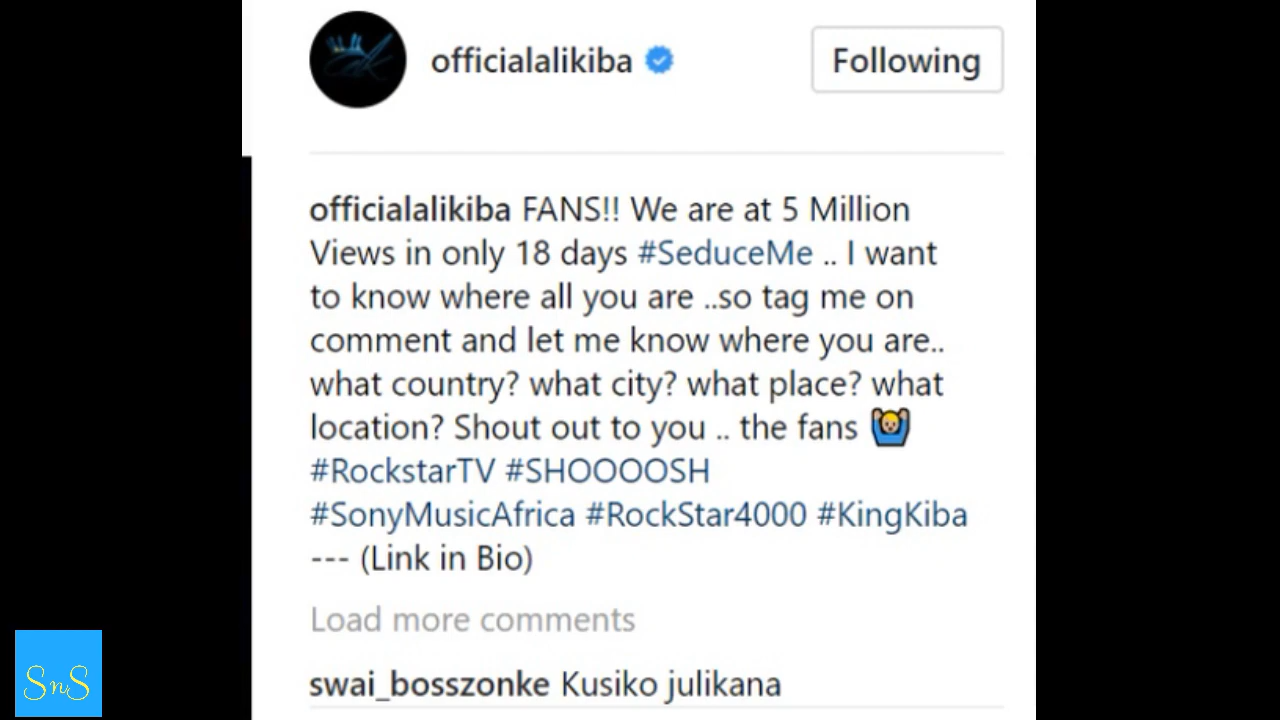 officialalikiba
Following
officialalikiba FANS!! We are at 5 Million
Views in only 18 days #SeduceMe .. I want
to know where all you are ..so tag me on
comment and let me know where you are..
what country? what city? what place? what
location? Shout out to you .. the fans 🙆🏼‍♂️
#RockstarTV #SHOOOOSH
#SonyMusicAfrica #RockStar4000 #KingKiba
--- (Link in Bio)
Load more comments
swai_bosszonke Kusiko julikana
SnS